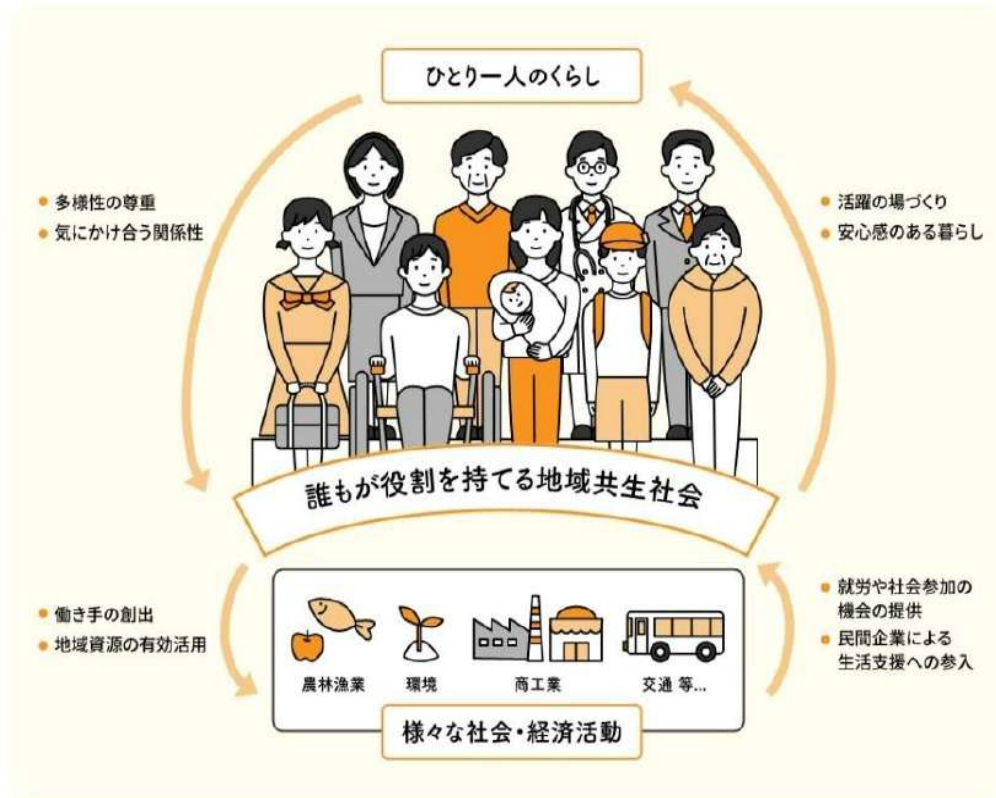 ひとり一人のくらし
多様性の尊重
気にかけ合う関係性
活躍の場づくり
安心感のある暮らし
誰もが役割を持てる地域共生社会
働き手の創出
地域資源の有効活用
就労や社会参加の
機会の提供
民間企業による
生活支援への参入
農林漁業
環境
商工業
交通 等...
様々な社会・経済活動